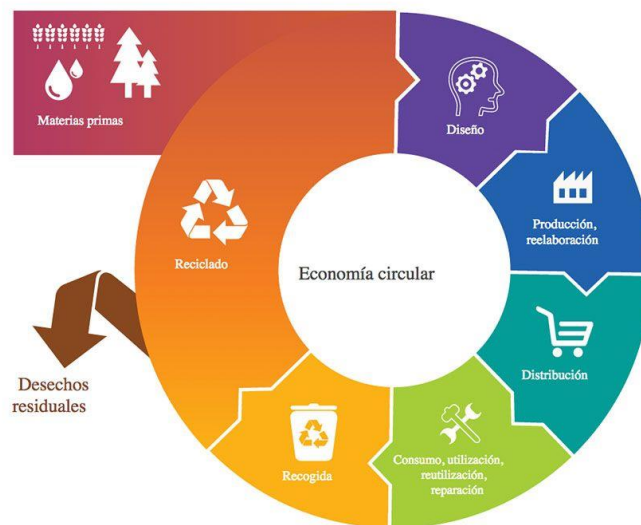 Materias primas
Diseño
Producción,
reelaboración
Distribución
Consumo, utilización,
reutilización,
reparación
Recogida
Reciclado
Economía circular
Desechos
residuales